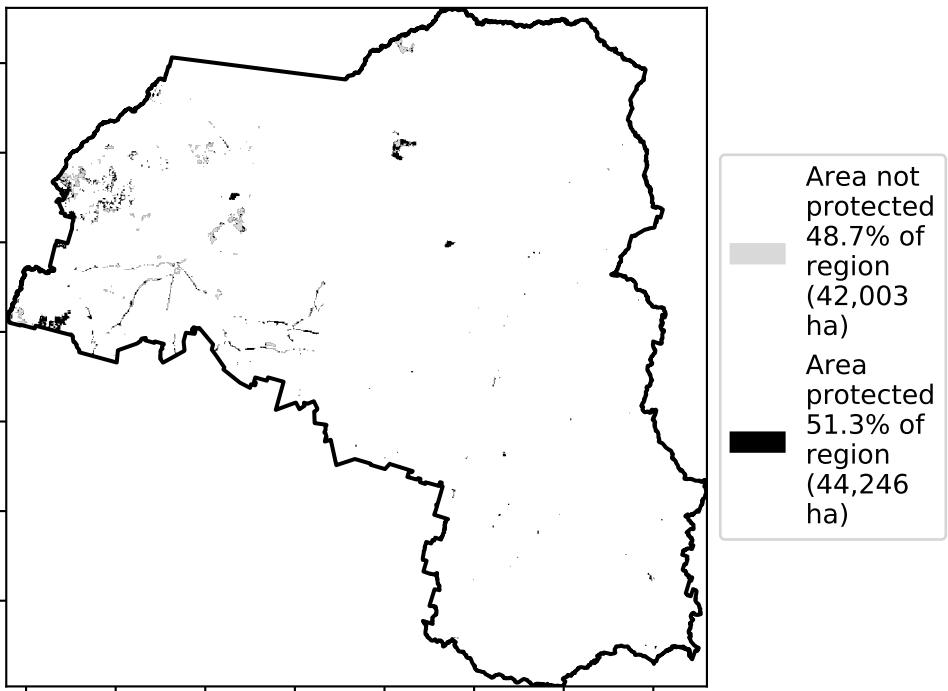 Area not
protected
48.7% of
region
(42,003
ha)
Area
protected
51.3% of
region
(44,246
ha)